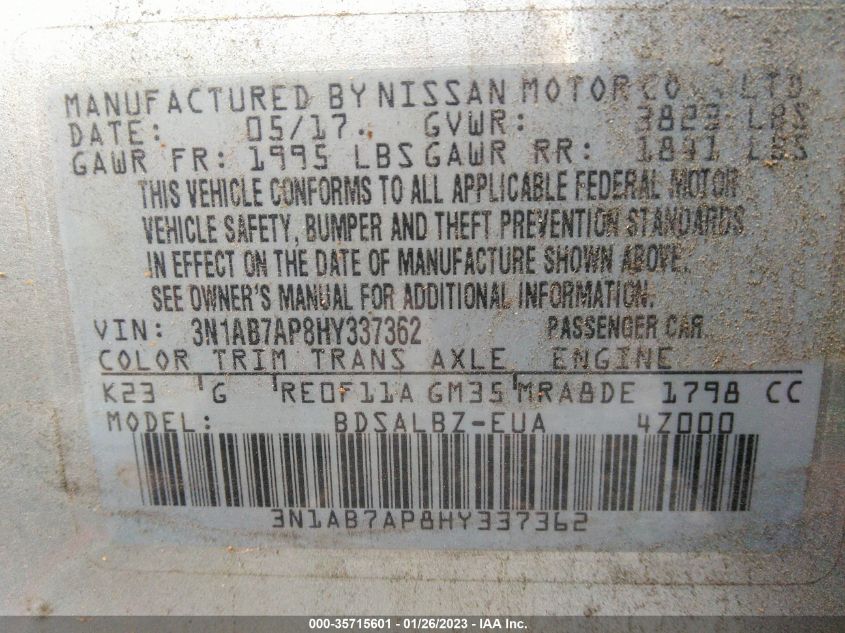 MANUFACTURED BY NISSAN MOTOR CO., LTD.
DATE: 05/17. GVWR: 3823 LBS
GAWR FR: 1995 LBS GAWR RR: 1841 LBS
THIS VEHICLE CONFORMS TO ALL APPLICABLE FEDERAL MOTOR
VEHICLE SAFETY, BUMPER AND THEFT PREVENTION STANDARDS
IN EFFECT ON THE DATE OF MANUFACTURE SHOWN ABOVE.
SEE OWNER'S MANUAL FOR ADDITIONAL INFORMATION.
VIN: 3N1AB7AP8HY337362 PASSENGER CAR
COLOR TRIM TRANS AXLE ENGINE
K23 G RE0F11A GM35 MRA8DE 1798 CC
MODEL: BDSALBZ-EUA 4Z000
3N1AB7AP8HY337362
000-35715601 - 01/26/2023 - IAA Inc.